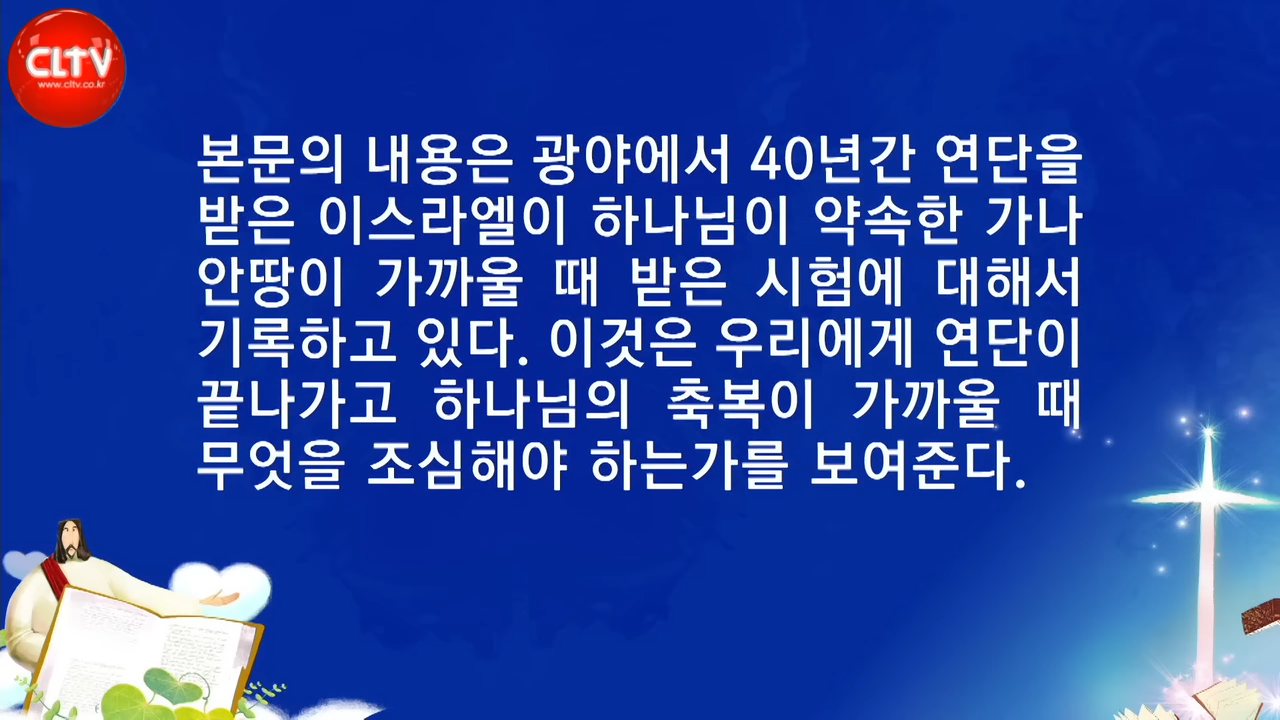 CLTV
www.cltv.co.kr
본문의 내용은 광야에서 40년간 연단을
받은 이스라엘이 하나님이 약속한 가나
안땅이 가까울 때 받은 시험에 대해서
기록하고 있다. 이것은 우리에게 연단이
끝나가고 하나님의 축복이 가까울 때
무엇을 조심해야 하는가를 보여준다.